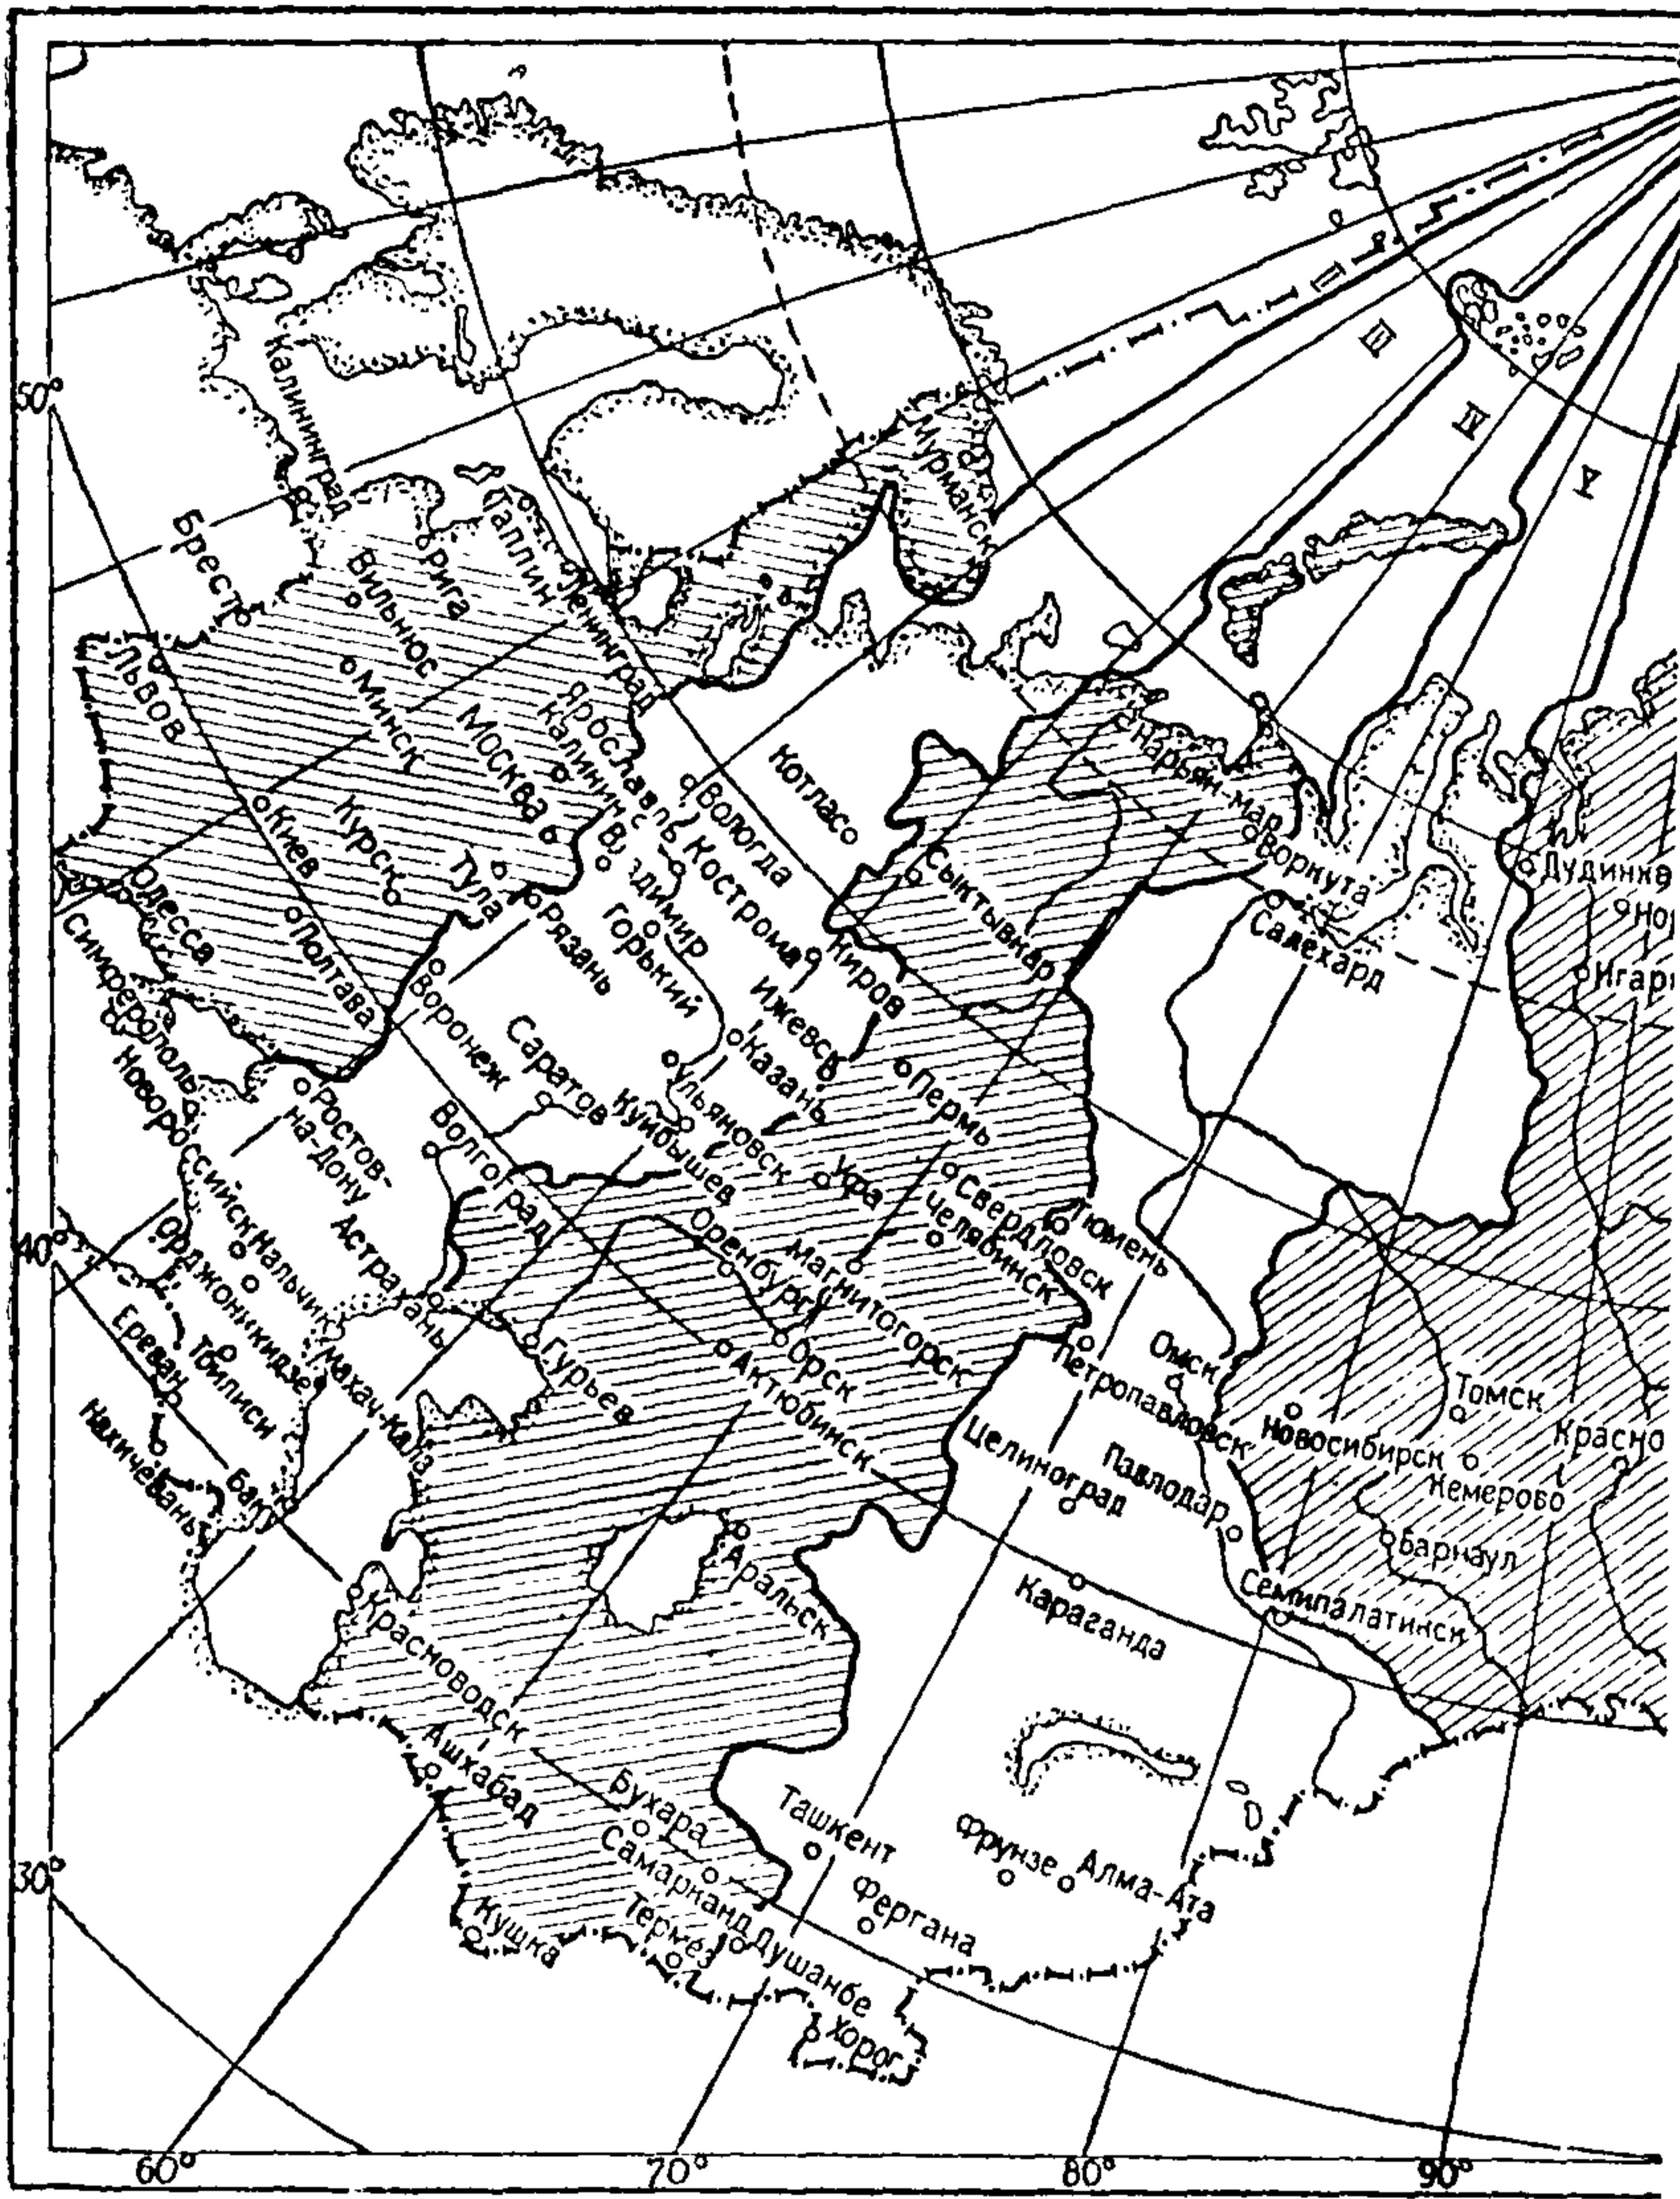 50°
40°
30°
60°
70°
80°
90°
II
III
IV
V
Калининград
Мурманск
Брест
Вильнюс
Рига
Таллин
Ленинград
Львов
Минск
Москва
Калинин
Ярославль
Вологда
Котлас
Нарьян-мар
Воркута
Дудинка
Салехард
Киев
Курск
Тула
Кострома
Сыктывкар
Одесса
Полтава
Рязань
Горький
Киров
Симферополь
Воронеж
Саратов
Ижевск
Казань
Пермь
Новороссийск
Ростов-
на-Дону
Волгоград
Куйбышев
Ульяновск
Уфа
Свердловск
Тюмень
Челябинск
Орджоникидзе
Нальчик
Астрахань
Оренбург
Магнитогорск
Ереван
Тбилиси
Махач-Кала
Гурьев
Орск
Актюбинск
Петропавловск
Омск
Томск
Нахичевань
Баку
Целиноград
Павлодар
Новосибирск
Кемерово
Барнаул
Аральск
Караганда
Семипалатинск
Красноводск
Ашхабад
Бухара
Ташкент
Фрунзе
Алма-Ата
Самарканд
Фергана
Кушка
Термез
Душанбе
Хорог